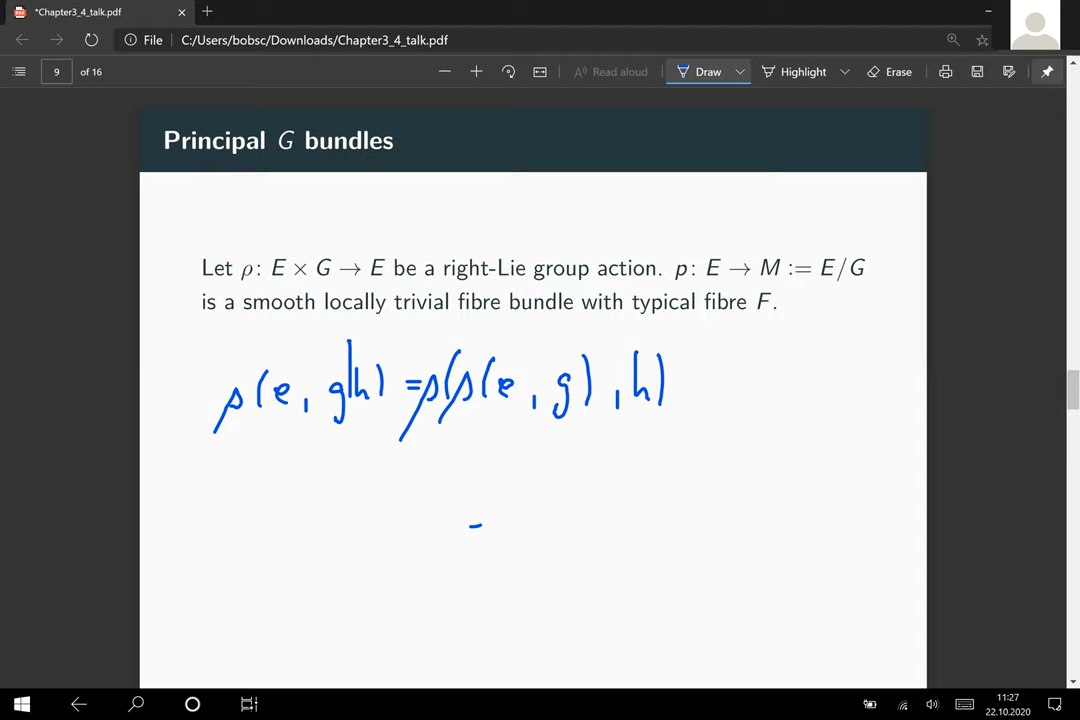 *Chapter3_4_talk.pdf
File C:/Users/bobsc/Downloads/Chapter3_4_talk.pdf
9 of 16 Read aloud Draw Highlight Erase
Principal G bundles
Let ρ: E × G → E be a right-Lie group action. p: E → M := E/G
is a smooth locally trivial fibre bundle with typical fibre F.
ρ(e, gh) = ρ(ρ(e, g), h)
11:27
22.10.2020